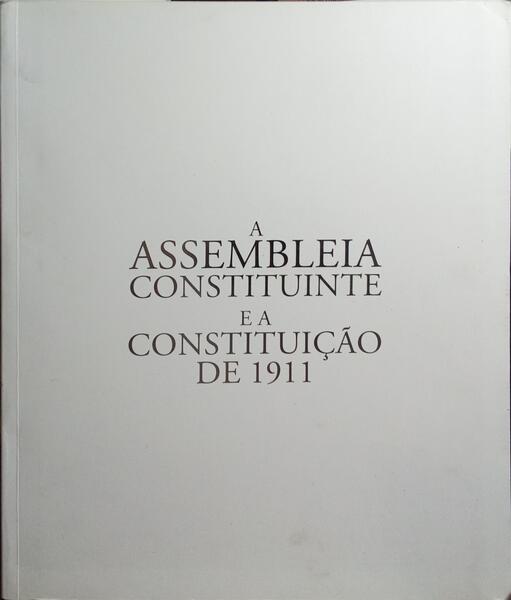 A
ASSEMBLEIA
CONSTITUINTE
E A
CONSTITUIÇÃO
DE 1911